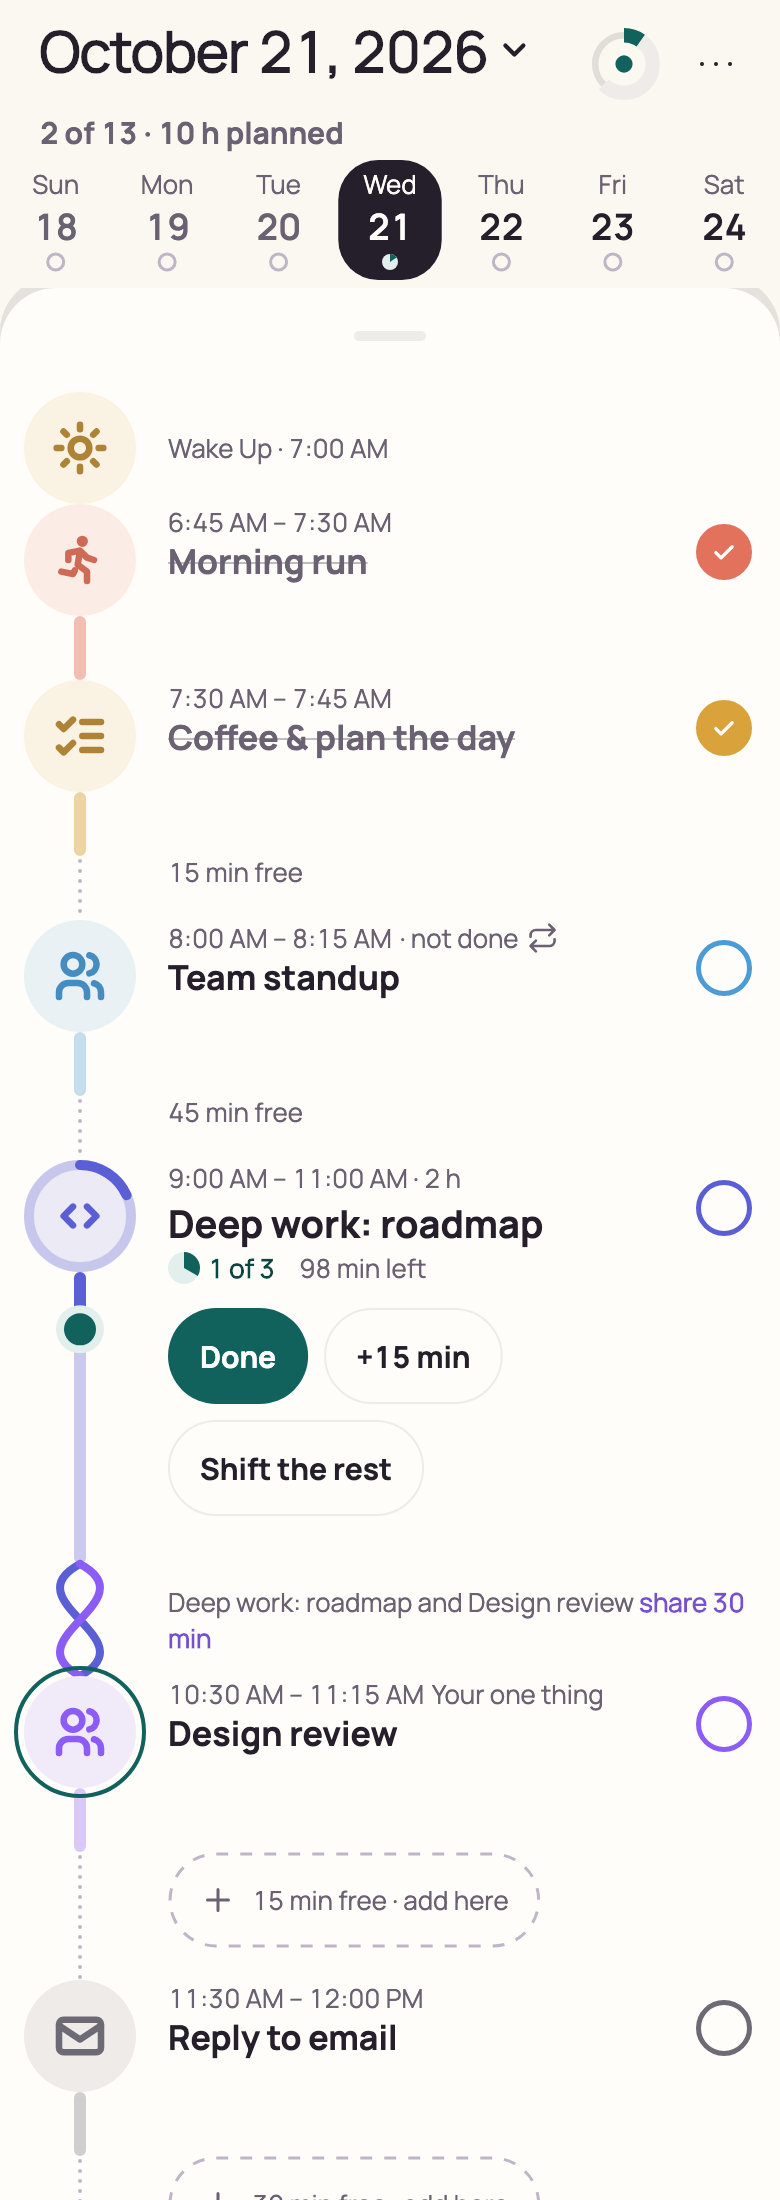 October 21, 2026
...
2 of 13 · 10 h planned
Sun Mon Tue Wed Thu Fri Sat
18 19 20 21 22 23 24
Wake Up · 7:00 AM
6:45 AM – 7:30 AM
Morning run
7:30 AM – 7:45 AM
Coffee & plan the day
15 min free
8:00 AM – 8:15 AM · not done
Team standup
45 min free
9:00 AM – 11:00 AM · 2 h
Deep work: roadmap
1 of 3 98 min left
Done +15 min
Shift the rest
Deep work: roadmap and Design review share 30
min
10:30 AM – 11:15 AM Your one thing
Design review
+ 15 min free · add here
11:30 AM – 12:00 PM
Reply to email
30 min free · add here